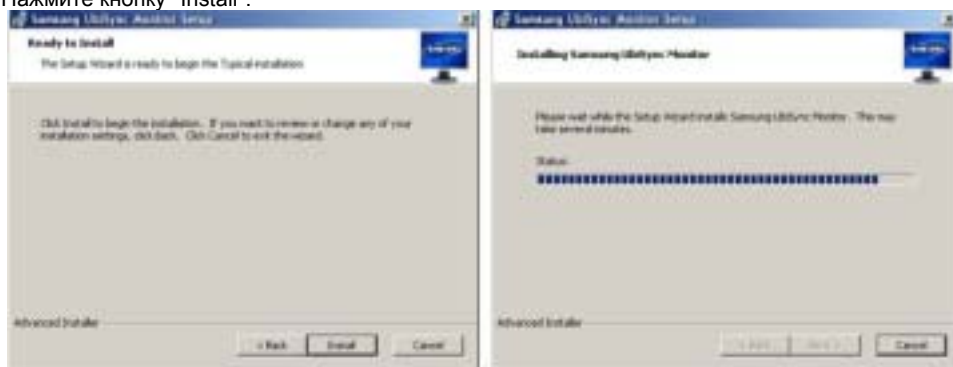 Нажмите кнопку "Install".
Samsung UbiSync Monitor Setup
Ready to Install
The Setup Wizard is ready to begin the Typical installation
Click Install to begin the installation. If you want to review or change any of your
installation settings, click Back. Click Cancel to exit the wizard.
Advanced Installer
< Back
Install
Cancel
Samsung UbiSync Monitor Setup
Installing Samsung UbiSync Monitor
Please wait while the Setup Wizard installs Samsung UbiSync Monitor. This may
take several minutes.
Status:
Advanced Installer
< Back
Next >
Cancel